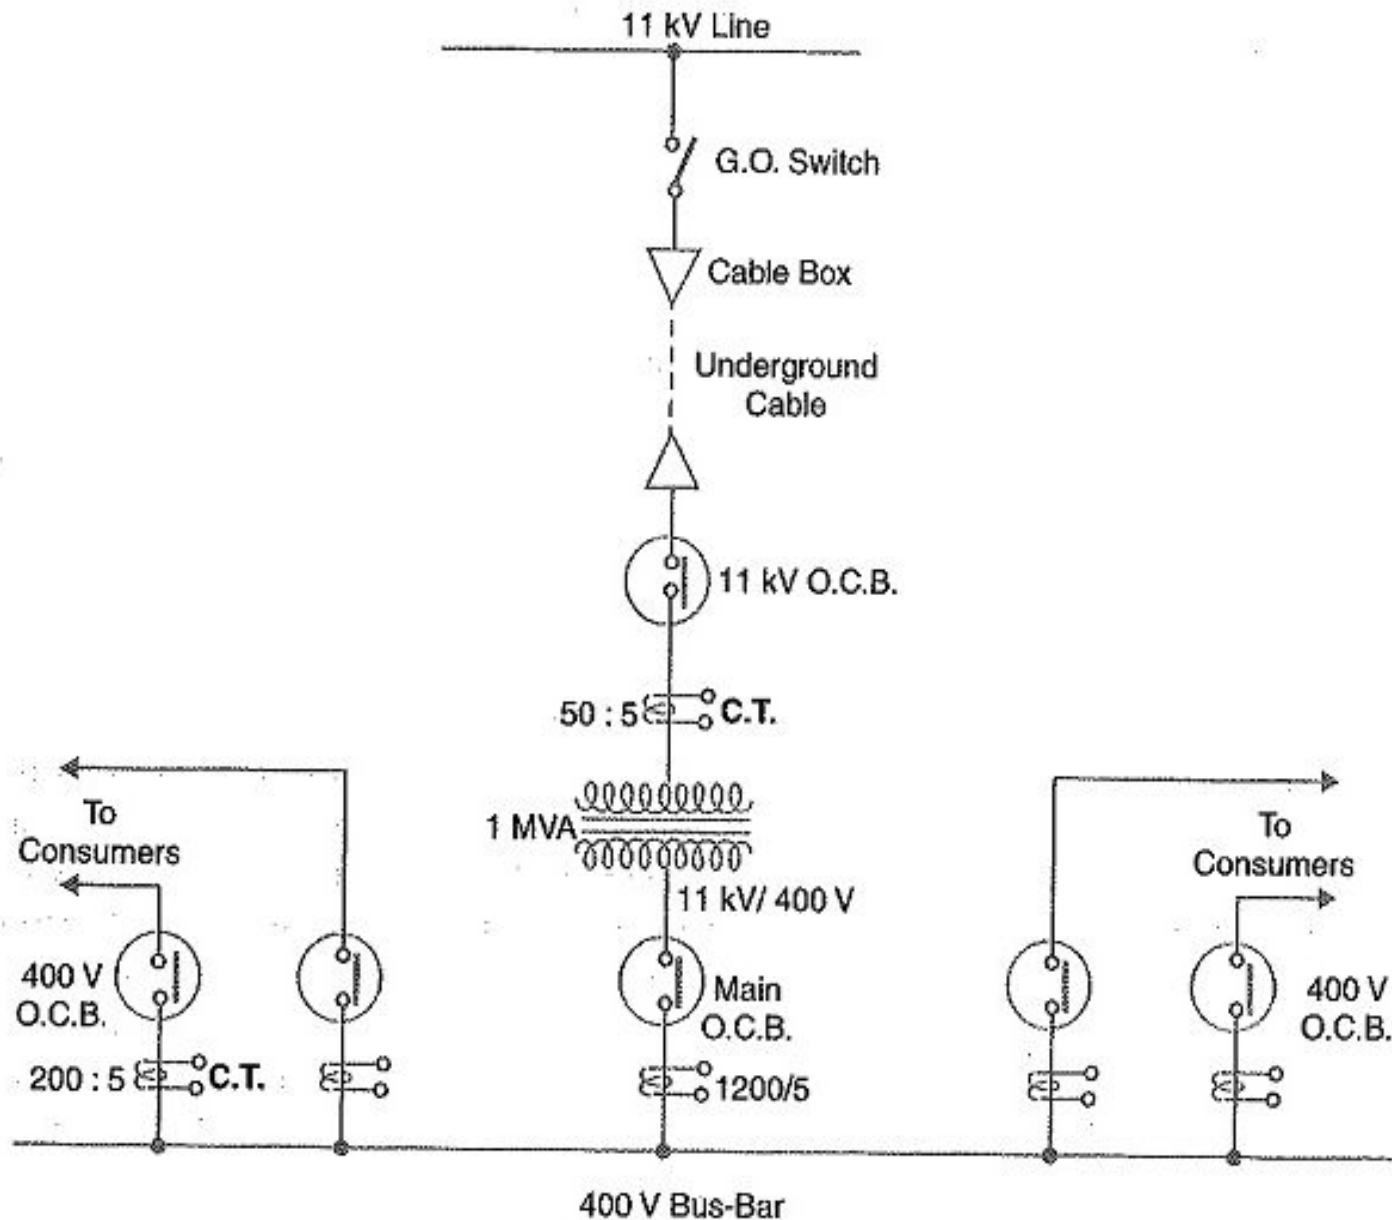 11 kV Line
G.O. Switch
Cable Box
Underground
Cable
11 kV O.C.B.
50 : 5
C.T.
1 MVA
11 kV/ 400 V
To
Consumers
To
Consumers
400 V
O.C.B.
Main
O.C.B.
400 V
O.C.B.
200 : 5
C.T.
1200/5
400 V Bus-Bar